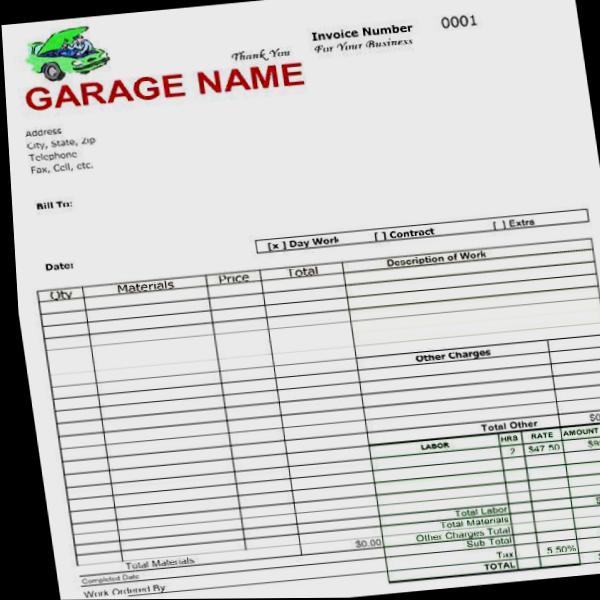 Invoice Number 0001
Thank You For Your Business
GARAGE NAME
Address
City, State, Zip
Telephone
Fax, Cell, etc.
Bill To:
[x] Day Work [ ] Contract [ ] Extra
Date:
Qty Materials Price Total Description of Work
Other Charges
Total Other
LABOR HRS RATE AMOUNT
2 $47.50
Total Labor
Total Materials
Other Charges Total
Sub Total
Tax 5.50%
TOTAL
Total Materials $0.00
Completed Date
Work Ordered By